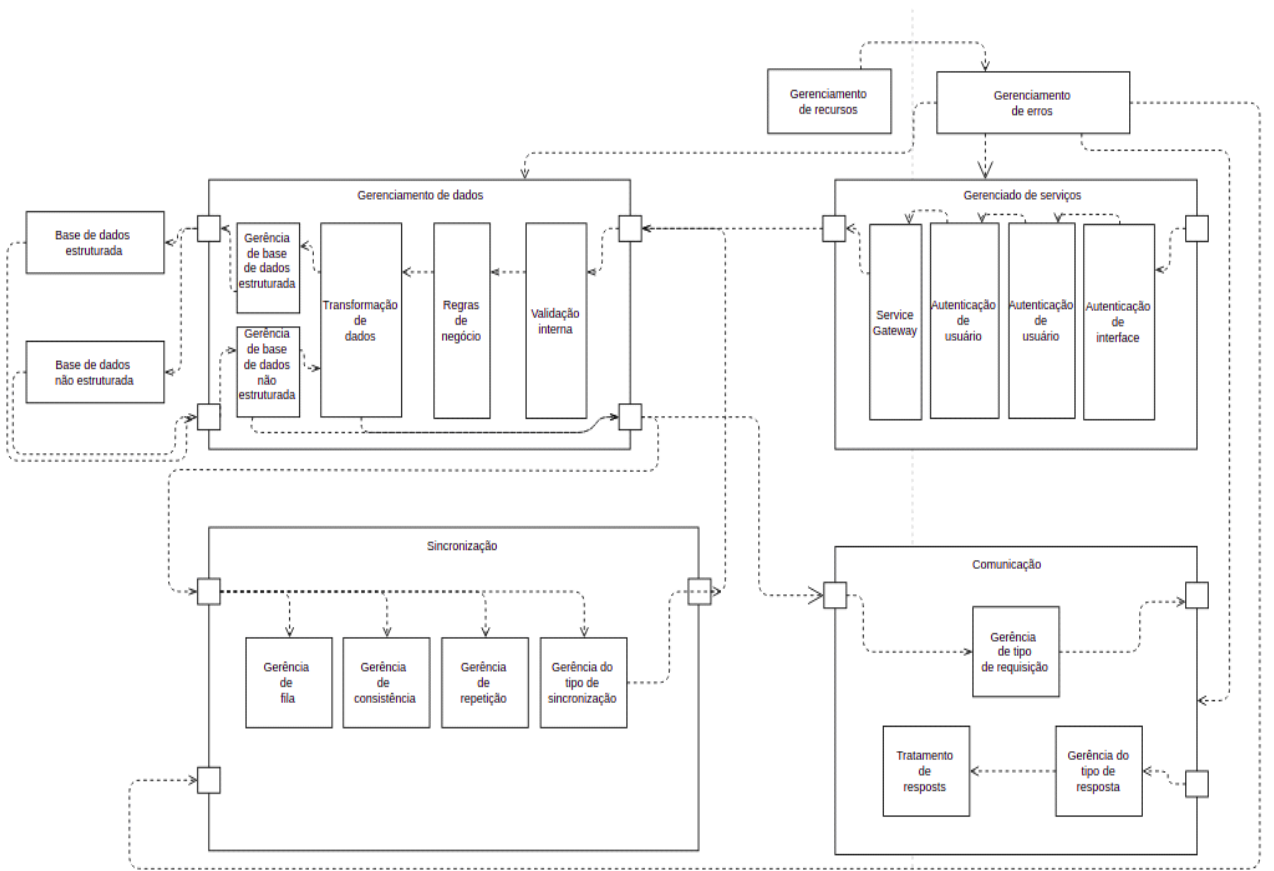 Gerenciamento
de recursos
Gerenciamento
de erros
Gerenciamento de dados
Gerenciado de serviços
Base de dados
estruturada
Base de dados
não estruturada
Gerência
de base
de dados
estruturada
Gerência
de base
de dados
não
estruturada
Transformação
de
dados
Regras
de
negócio
Validação
interna
Service
Gateway
Autenticação
de
usuário
Autenticação
de
usuário
Autenticação
de
interface
Sincronização
Gerência
de
fila
Gerência
de
consistência
Gerência
de
repetição
Gerência do
tipo de
sincronização
Comunicação
Gerência
de tipo
de requisição
Tratamento
de
resposts
Gerência do
tipo de
resposta